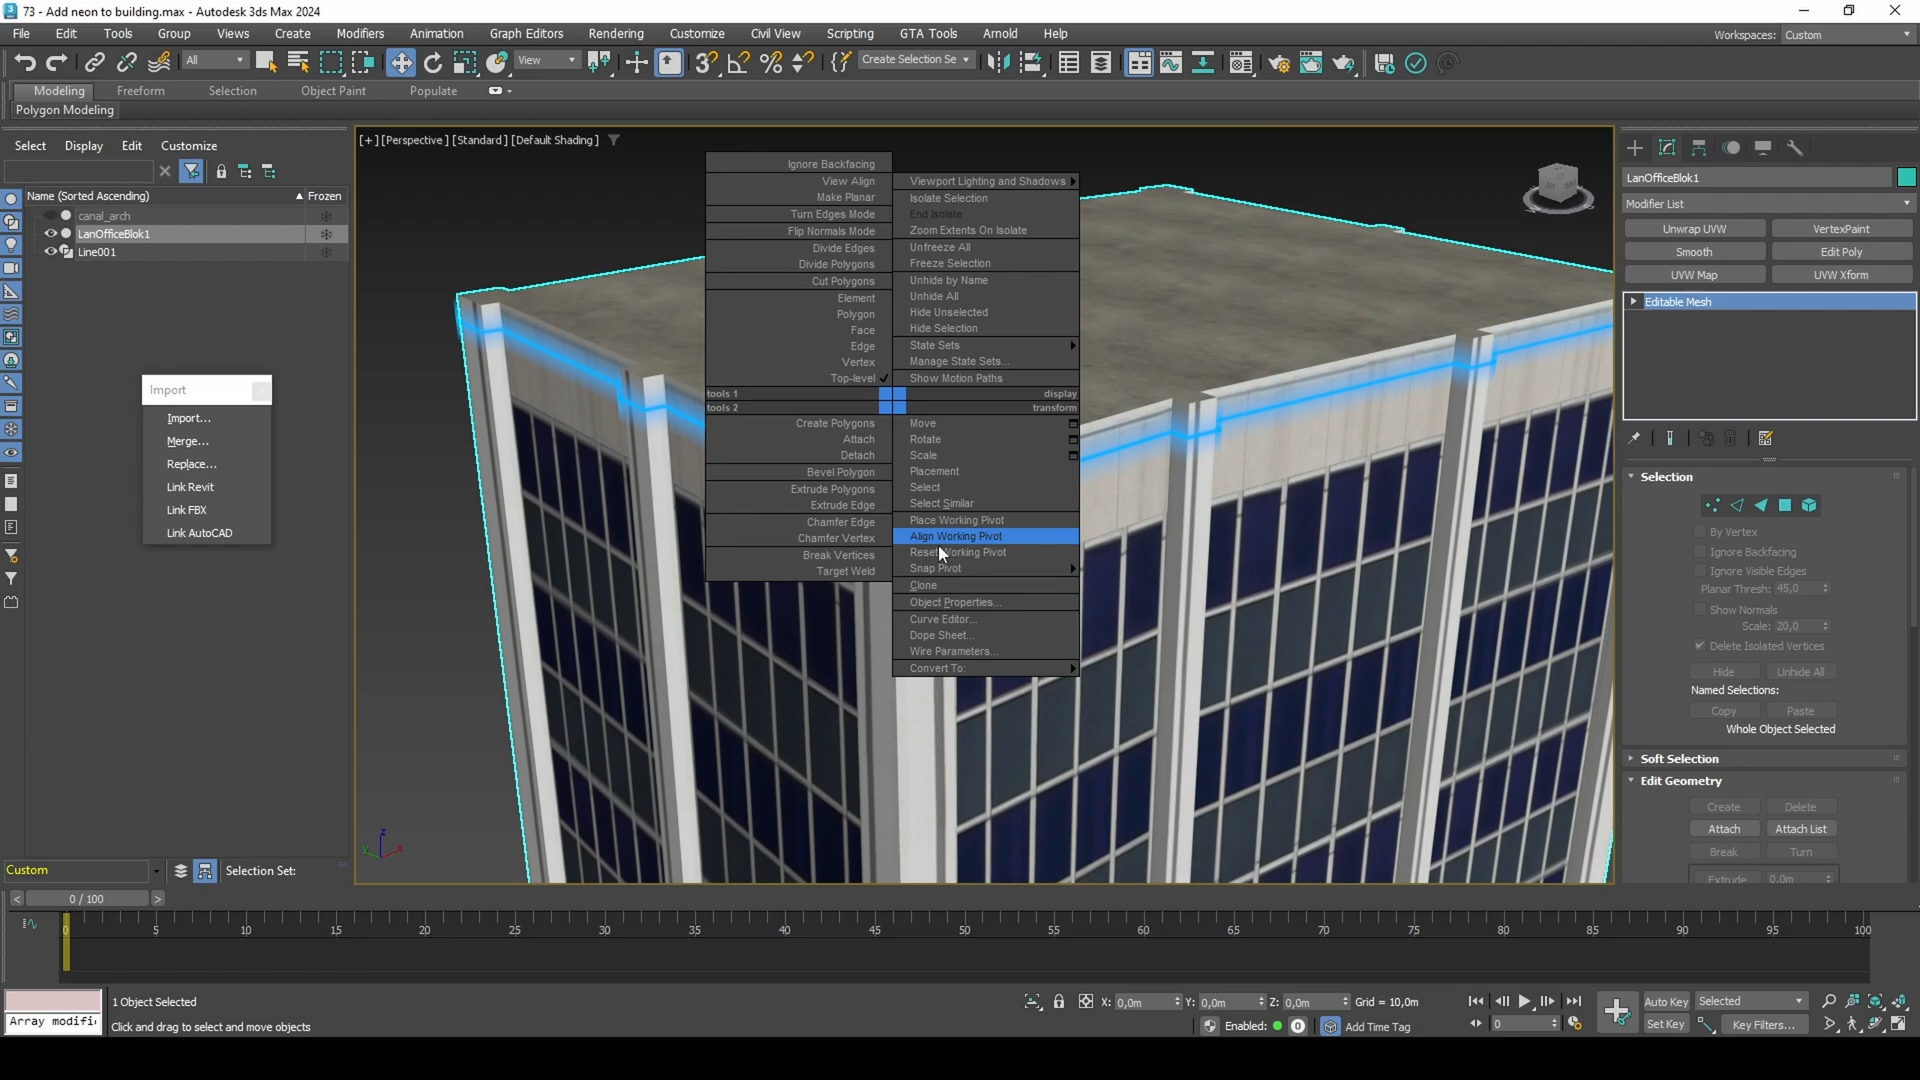 73 - Add neon to building.max - Autodesk 3ds Max 2024
File Edit Tools Group Views Create Modifiers Animation Graph Editors Rendering Customize Civil View Scripting GTA Tools Arnold Help
Workspaces: Custom
All View Create Selection Se
Modeling Freeform Selection Object Paint Populate
Polygon Modeling
Select Display Edit Customize
Name (Sorted Ascending) Frozen
canal_arch
LanOfficeBlok1
Line001
Import
Import...
Merge...
Replace...
Link Revit
Link FBX
Link AutoCAD
[+] [Perspective] [Standard] [Default Shading]
Ignore Backfacing
View Align
Make Planar
Turn Edges Mode
Flip Normals Mode
Divide Edges
Divide Polygons
Cut Polygons
Element
Polygon
Face
Edge
Vertex
Top-level
tools 1
tools 2
Create Polygons
Attach
Detach
Bevel Polygon
Extrude Polygons
Extrude Edge
Chamfer Edge
Chamfer Vertex
Break Vertices
Target Weld
Viewport Lighting and Shadows
Isolate Selection
End Isolate
Zoom Extents On Isolate
Unfreeze All
Freeze Selection
Unhide by Name
Unhide All
Hide Unselected
Hide Selection
State Sets
Manage State Sets...
Show Motion Paths
display
transform
Move
Rotate
Scale
Placement
Select
Select Similar
Place Working Pivot
Align Working Pivot
Reset Working Pivot
Snap Pivot
Clone
Object Properties...
Curve Editor...
Dope Sheet...
Wire Parameters...
Convert To:
z
x
LanOfficeBlok1
Modifier List
Unwrap UVW VertexPaint
Smooth Edit Poly
UVW Map UVW Xform
Editable Mesh
Selection
By Vertex
Ignore Backfacing
Ignore Visible Edges
Planar Thresh: 45,0
Show Normals
Scale: 20,0
Delete Isolated Vertices
Hide Unhide All
Named Selections:
Copy Paste
Whole Object Selected
Soft Selection
Edit Geometry
Create Delete
Attach Attach List
Break Turn
Extrude 0,0m
Custom Selection Set:
< 0 / 100 >
0 5 10 15 20 25 30 35 40 45 50 55 60 65 70 75 80 85 90 95 100
1 Object Selected
Array modifi
Click and drag to select and move objects
X: 0,0m Y: 0,0m Z: 0,0m Grid = 10,0m
Enabled: 0 Add Time Tag
0
Auto Key Selected
Set Key Key Filters...